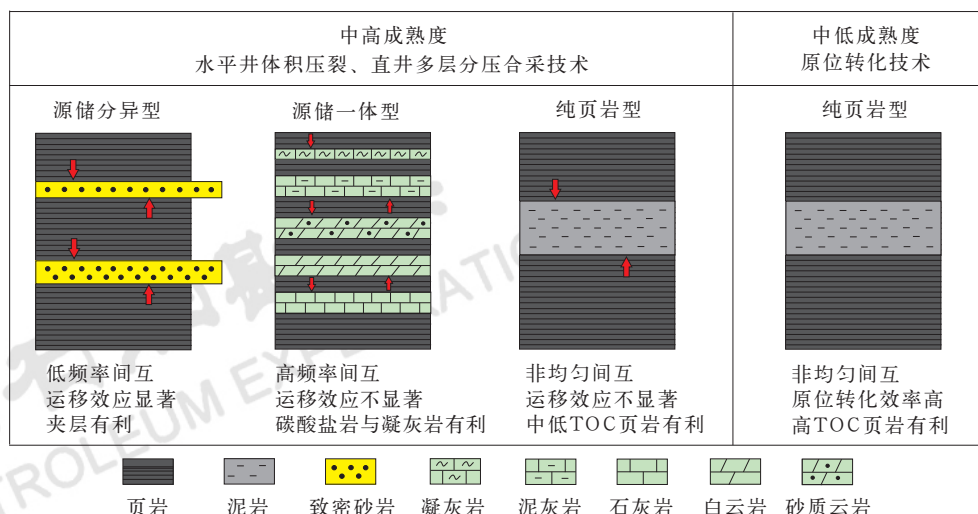 中高成熟度
水平井体积压裂、直井多层分压合采技术
中低成熟度
原位转化技术
源储分异型
源储一体型
纯页岩型
纯页岩型
低频率间互
运移效应显著
夹层有利
高频率间互
运移效应不显著
碳酸盐岩与凝灰岩有利
非均匀间互
运移效应不显著
中低TOC页岩有利
非均匀间互
原位转化效率高
高TOC页岩有利
页岩
泥岩
致密砂岩
凝灰岩
泥灰岩
石灰岩
白云岩
砂质云岩